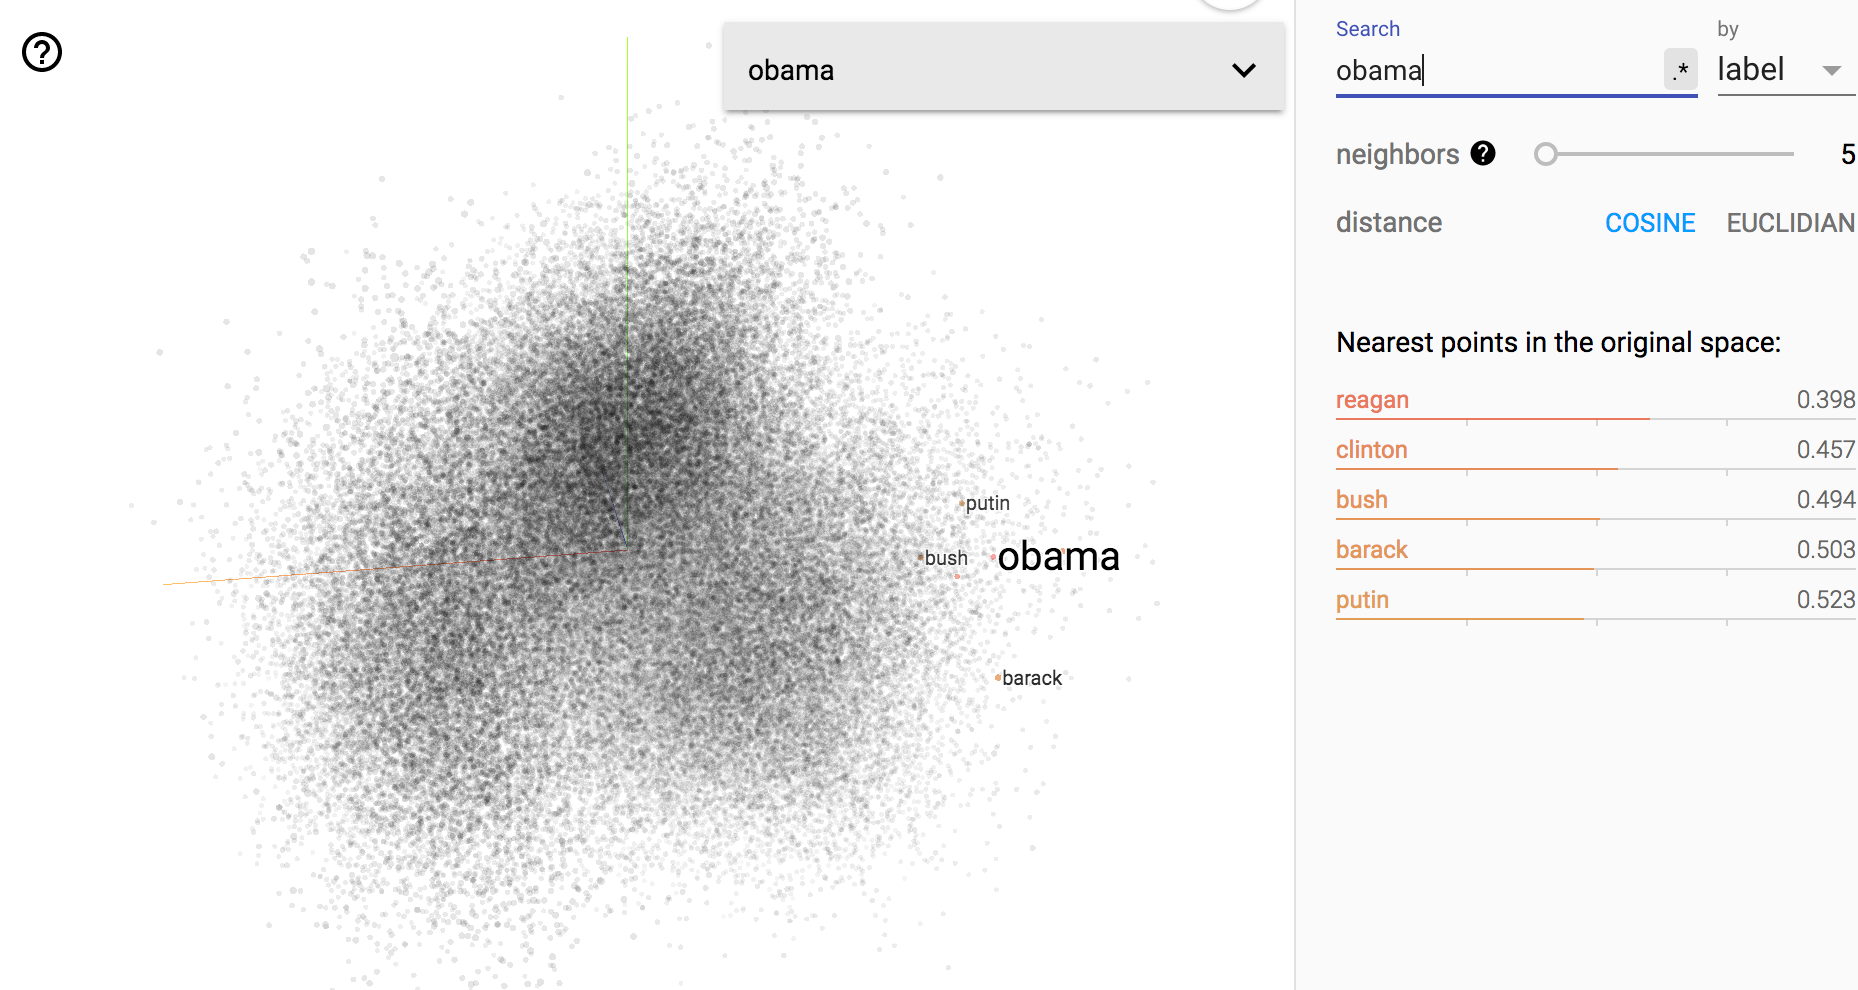 ?
obama
putin
bush
obama
barack
Search
by
obama
.*
label
neighbors ? 5
distance COSINE EUCLIDIAN
Nearest points in the original space:
reagan 0.398
clinton 0.457
bush 0.494
barack 0.503
putin 0.523